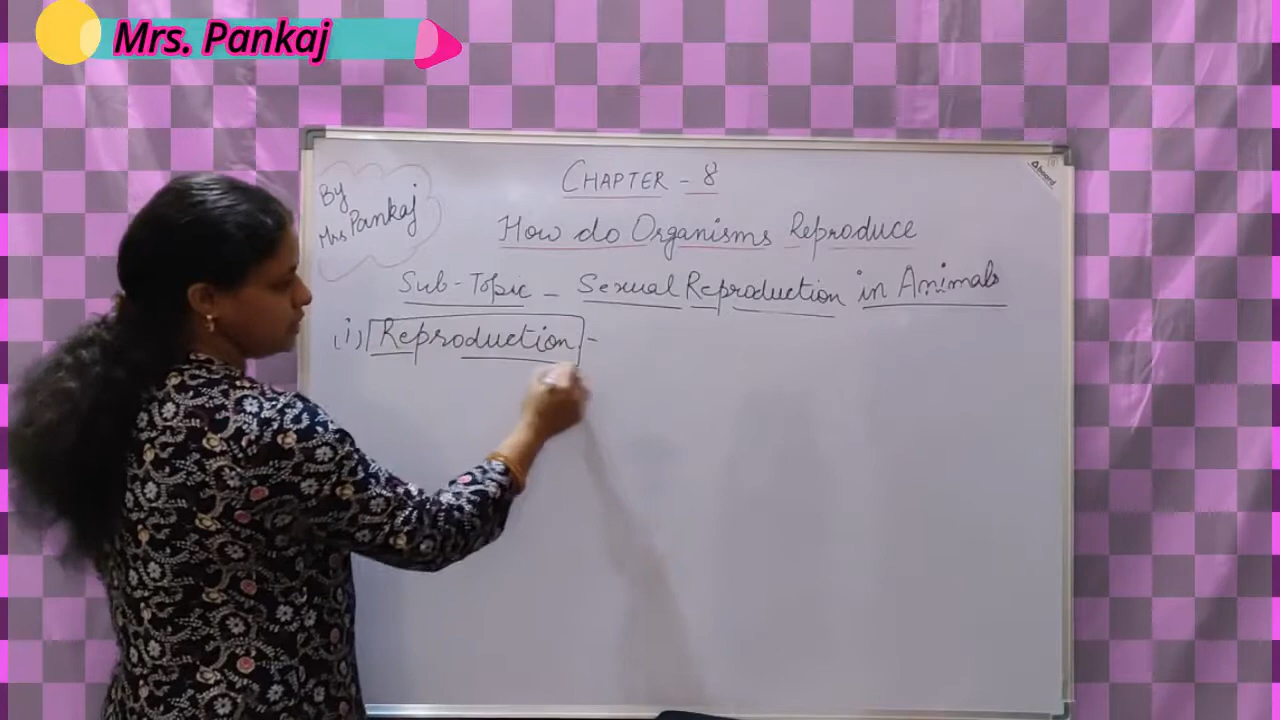 Mrs. Pankaj
By
Mrs Pankaj
CHAPTER - 8
How do Organisms Reproduce
Sub-Topic - Sexual Reproduction in Animals
(i) Reproduction -